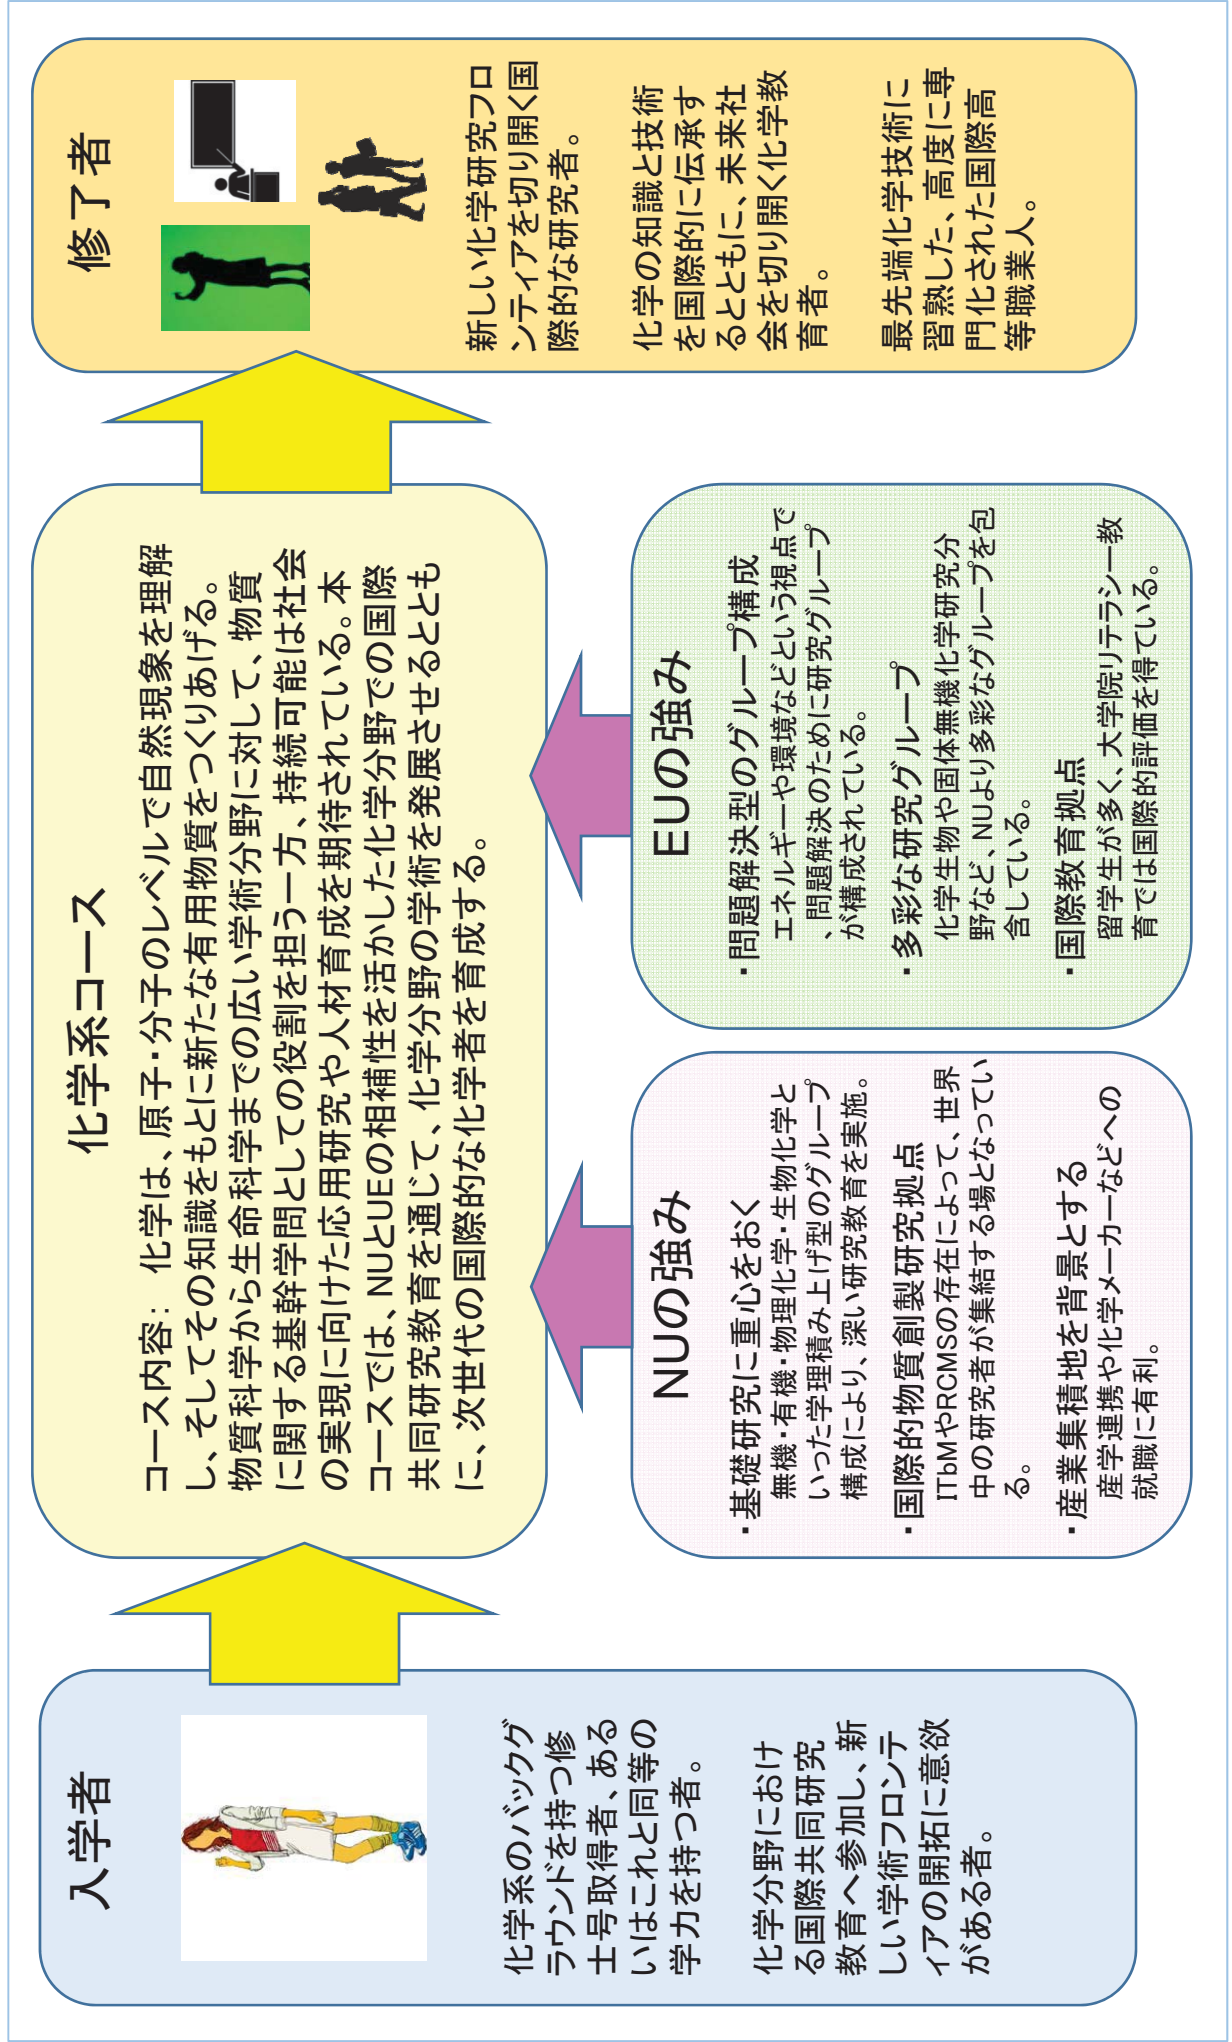 入学者
化学系のバックグ
ラウンドを持つ修
士号取得者、ある
いはこれと同等の
学力を持つ者。
化学分野におけ
る国際共同研究
教育へ参加し、新
しい学術フロンテ
ィアの開拓に意欲
がある者。
化学系コース
コース内容： 化学は、原子・分子のレベルで自然現象を理解
し、そしてその知識をもとに新たな有用物質をつくりあげる。
物質科学から生命科学までの広い学術分野に対して、物質
に関する基幹学問としての役割を担う一方、持続可能は社会
の実現に向けた応用研究や人材育成を期待されている。本
コースでは、NUとUEの相補性を活かした化学分野での国際
共同研究教育を通じて、化学分野の学術を発展させるととも
に、次世代の国際的な化学者を育成する。
NUの強み
・基礎研究に重心をおく
無機・有機・物理化学・生物化学と
いった学理積み上げ型のグループ
構成により、深い研究教育を実施。
・国際的物質創製研究拠点
ITbMやRCMSの存在によって、世界
中の研究者が集結する場となってい
る。
・産業集積地を背景とする
産学連携や化学メーカーなどへの
就職に有利。
EUの強み
・問題解決型のグループ構成
エネルギーや環境などという視点で
、問題解決のために研究グループ
が構成されている。
・多彩な研究グループ
化学生物や固体無機化学研究分
野など、NUより多彩なグループを包
含している。
・国際教育拠点
留学生が多く、大学院リテラシー教
育では国際的評価を得ている。
修了者
新しい化学研究フロ
ンティアを切り開く国
際的な研究者。
化学の知識と技術
を国際的に伝承す
るとともに、未来社
会を切り開く化学教
育者。
最先端化学技術に
習熟した、高度に専
門化された国際高
等職業人。